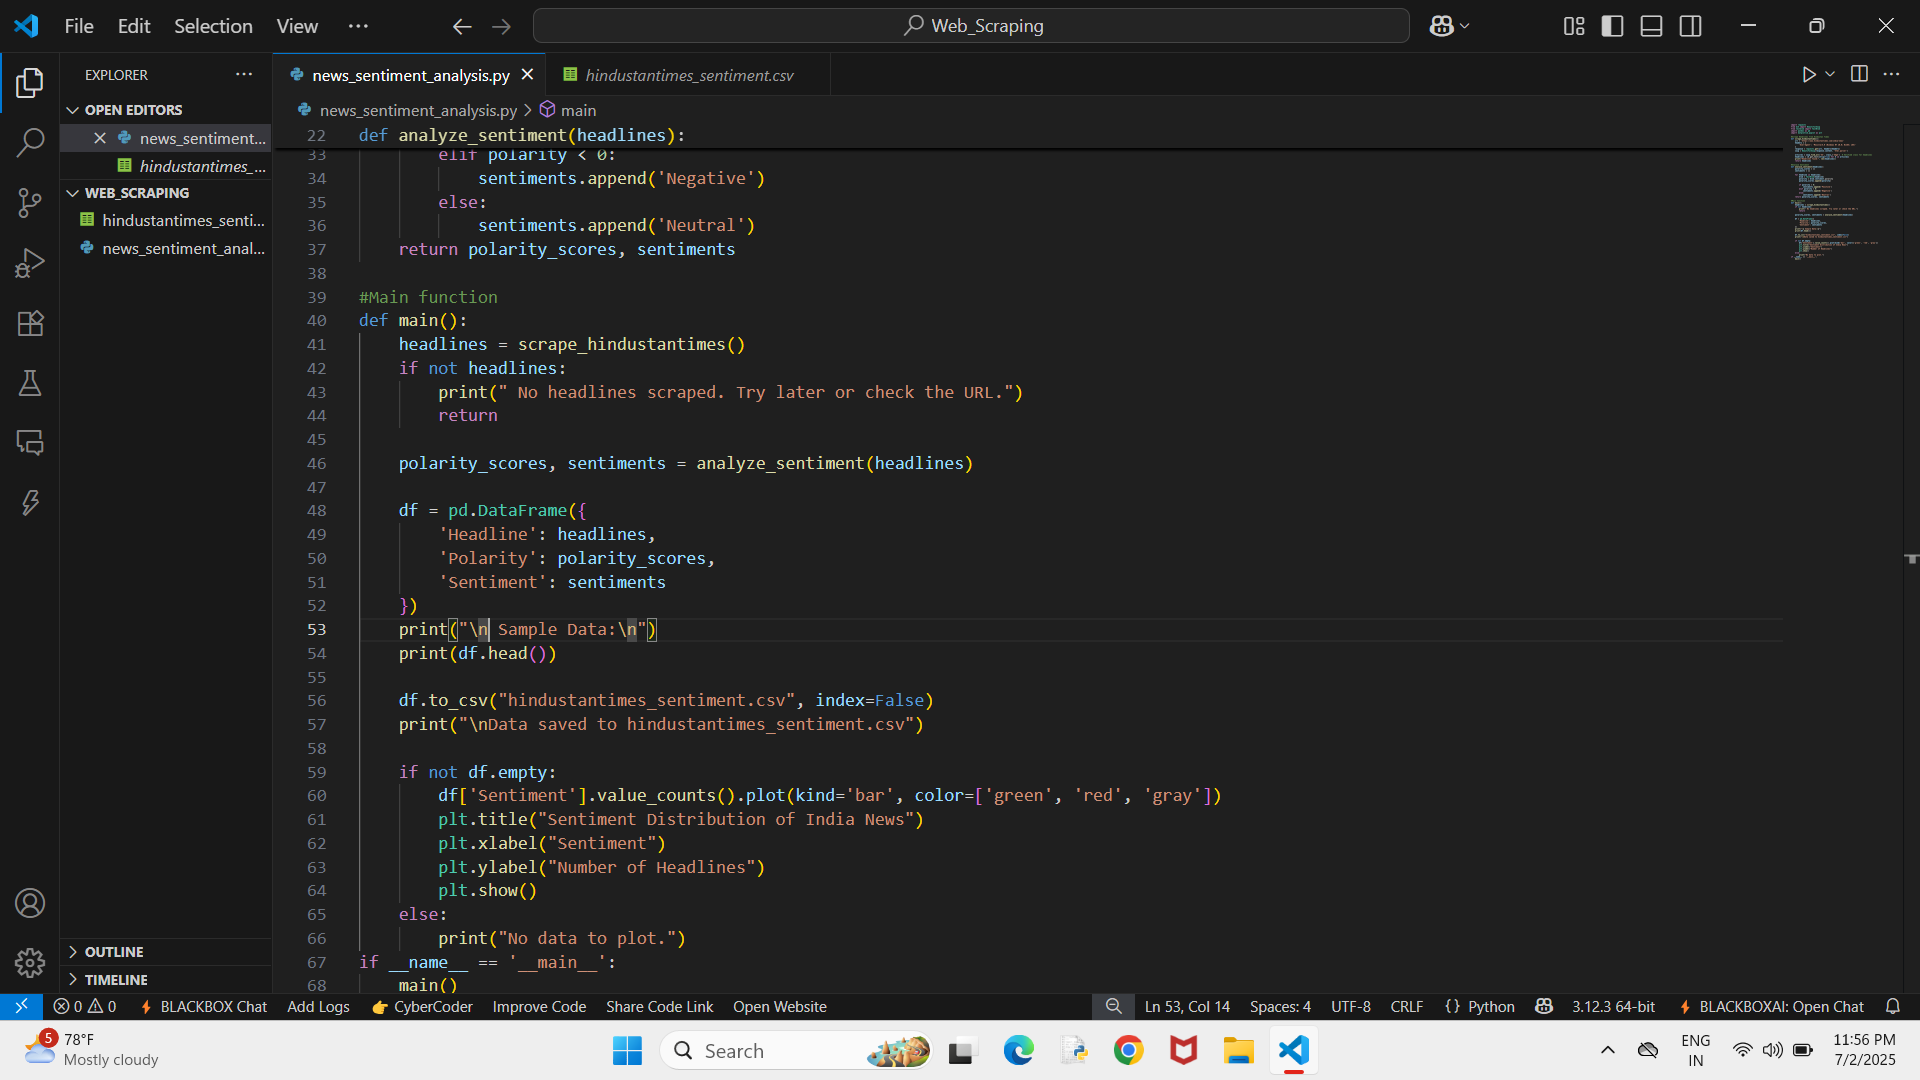 File Edit Selection View ··· Web_Scraping
EXPLORER ···
OPEN EDITORS
news_sentiment...
hindustantimes_...
WEB_SCRAPING
hindustantimes_senti...
news_sentiment_anal...
OUTLINE
TIMELINE
news_sentiment_analysis.py hindustantimes_sentiment.csv
news_sentiment_analysis.py > main
22 def analyze_sentiment(headlines):
33 elif polarity < 0:
34 sentiments.append('Negative')
35 else:
36 sentiments.append('Neutral')
37 return polarity_scores, sentiments
38
39 #Main function
40 def main():
41 headlines = scrape_hindustantimes()
42 if not headlines:
43 print(" No headlines scraped. Try later or check the URL.")
44 return
45
46 polarity_scores, sentiments = analyze_sentiment(headlines)
47
48 df = pd.DataFrame({
49 'Headline': headlines,
50 'Polarity': polarity_scores,
51 'Sentiment': sentiments
52 })
53 print("\n Sample Data:\n")
54 print(df.head())
55
56 df.to_csv("hindustantimes_sentiment.csv", index=False)
57 print("\nData saved to hindustantimes_sentiment.csv")
58
59 if not df.empty:
60 df['Sentiment'].value_counts().plot(kind='bar', color=['green', 'red', 'gray'])
61 plt.title("Sentiment Distribution of India News")
62 plt.xlabel("Sentiment")
63 plt.ylabel("Number of Headlines")
64 plt.show()
65 else:
66 print("No data to plot.")
67 if __name__ == '__main__':
68 main()
0 0 BLACKBOX Chat Add Logs CyberCoder Improve Code Share Code Link Open Website Ln 53, Col 14 Spaces: 4 UTF-8 CRLF {} Python 3.12.3 64-bit BLACKBOXAI: Open Chat
5 78°F
Mostly cloudy
Search
ENG
IN
11:56 PM
7/2/2025